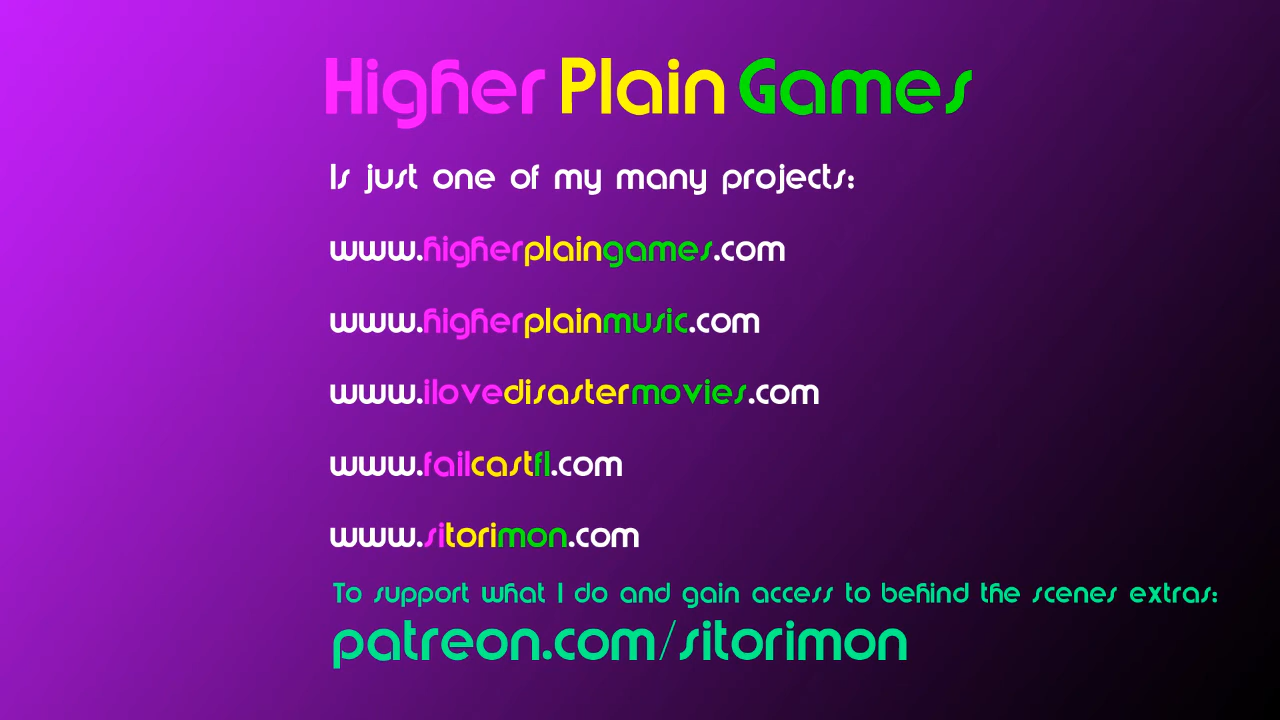 Higher Plain Games
Is just one of my many projects:
www.higherplaingames.com
www.higherplainmusic.com
www.ilovedisastermovies.com
www.failcastfl.com
www.sitorimon.com
To support what I do and gain access to behind the scenes extras:
patreon.com/sitorimon